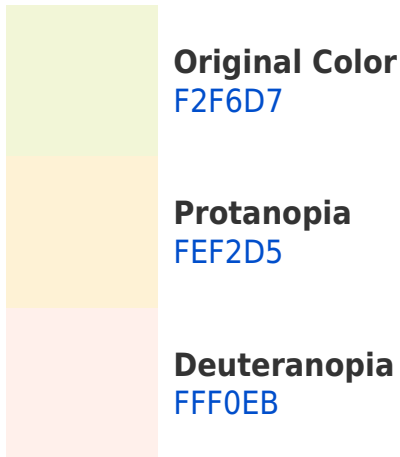 Original Color
F2F6D7
Protanopia
FEF2D5
Deuteranopia
FFF0EB